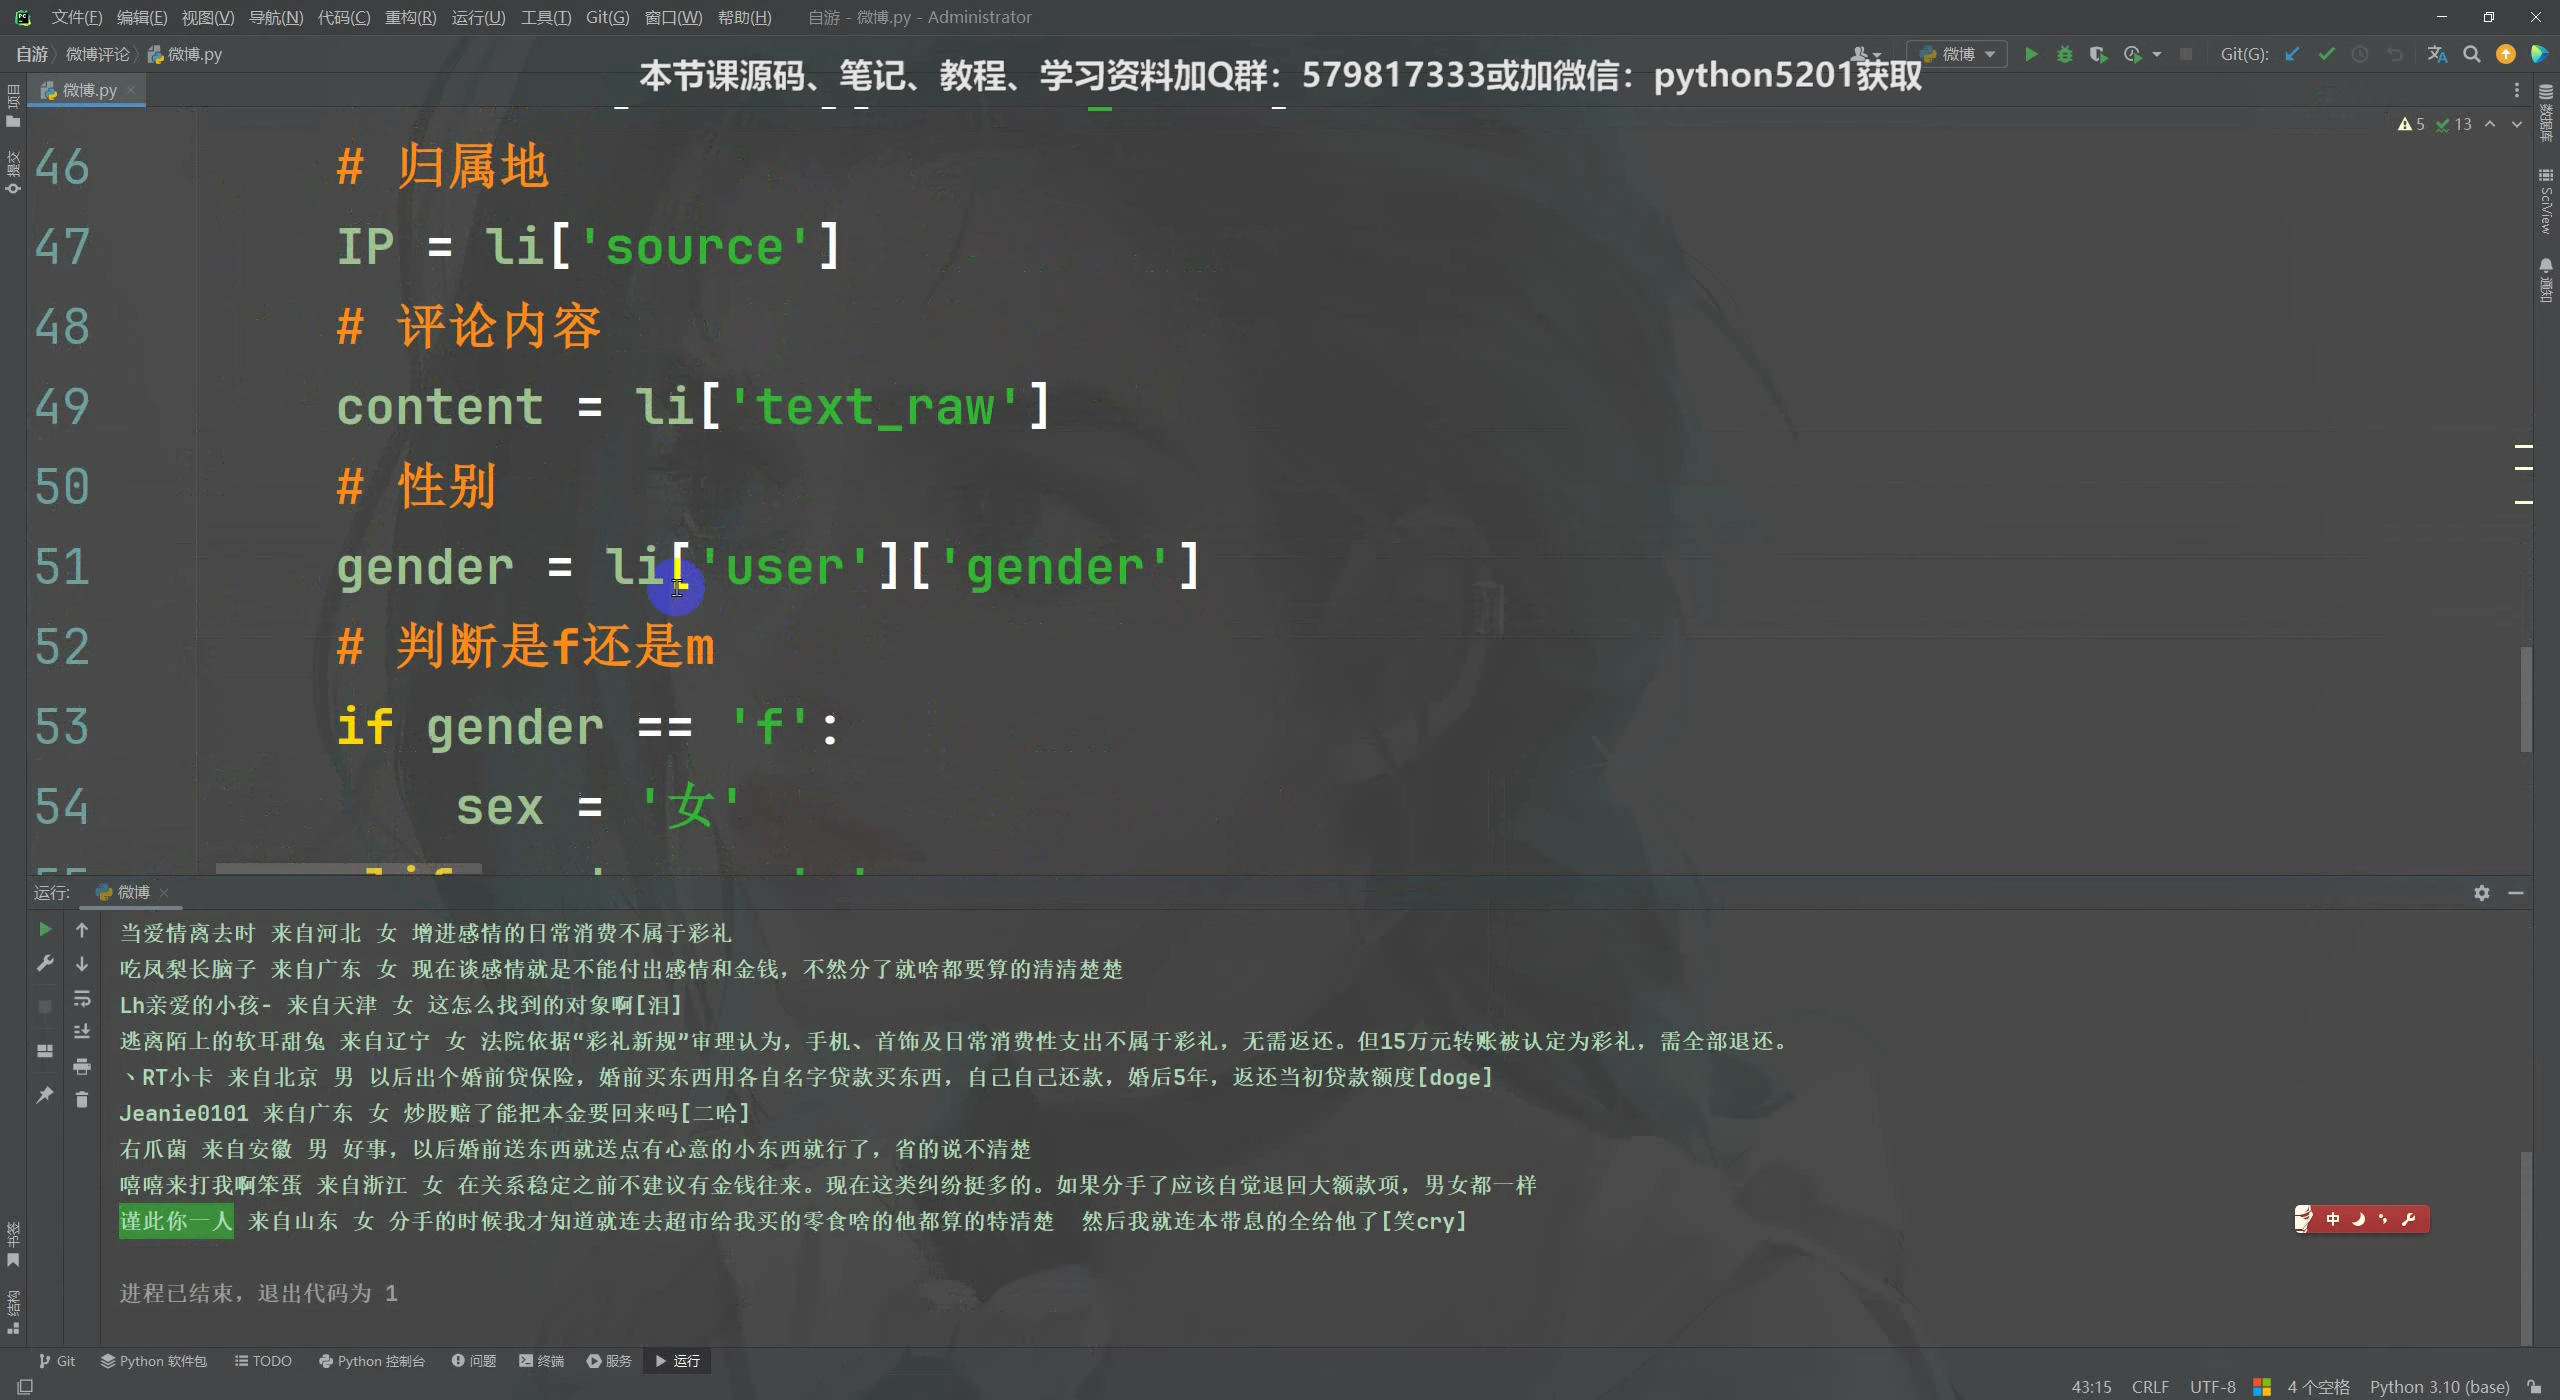 文件(F) 编辑(E) 视图(V) 导航(N) 代码(C) 重构(R) 运行(U) 工具(T) Git(G) 窗口(W) 帮助(H) 自游 - 微博.py - Administrator
自游 微博评论 微博.py
微博 Git(G):
本节课源码、笔记、教程、学习资料加Q群：579817333或加微信：python5201获取
微博.py
5 13
项目
提交
数据库
SciView
通知
46 # 归属地
47 IP = li['source']
48 # 评论内容
49 content = li['text_raw']
50 # 性别
51 gender = li['user']['gender']
52 # 判断是f还是m
53 if gender == 'f':
54 sex = '女'
运行: 微博
当爱情离去时 来自河北 女 增进感情的日常消费不属于彩礼
吃凤梨长脑子 来自广东 女 现在谈感情就是不能付出感情和金钱，不然分了就啥都要算的清清楚楚
Lh亲爱的小孩- 来自天津 女 这怎么找到的对象啊[泪]
逃离陌上的软耳甜兔 来自辽宁 女 法院依据“彩礼新规”审理认为，手机、首饰及日常消费性支出不属于彩礼，无需返还。但15万元转账被认定为彩礼，需全部退还。
丶RT小卡 来自北京 男 以后出个婚前贷保险，婚前买东西用各自名字贷款买东西，自己自己还款，婚后5年，返还当初贷款额度[doge]
Jeanie0101 来自广东 女 炒股赔了能把本金要回来吗[二哈]
右爪菌 来自安徽 男 好事，以后婚前送东西就送点有心意的小东西就行了，省的说不清楚
嘻嘻来打我啊笨蛋 来自浙江 女 在关系稳定之前不建议有金钱往来。现在这类纠纷挺多的。如果分手了应该自觉退回大额款项，男女都一样
谨此你一人 来自山东 女 分手的时候我才知道就连去超市给我买的零食啥的他都算的特清楚 然后我就连本带息的全给他了[笑cry]
进程已结束，退出代码为 1
书签
结构
中
Git Python 软件包 TODO Python 控制台 问题 终端 服务 运行
43:15 CRLF UTF-8 4 个空格 Python 3.10 (base)